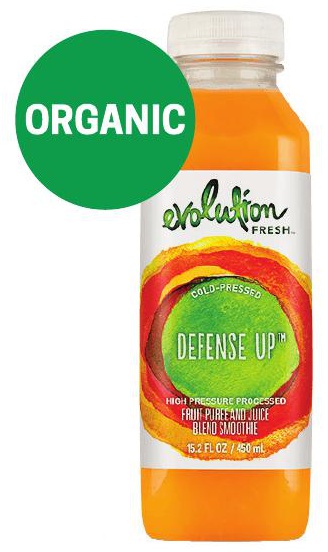 ORGANIC
evolution
FRESH™
COLD-PRESSED
DEFENSE UP™
HIGH PRESSURE PROCESSED
FRUIT PUREE AND JUICE
BLEND SMOOTHIE
15.2 FL OZ / 450 mL